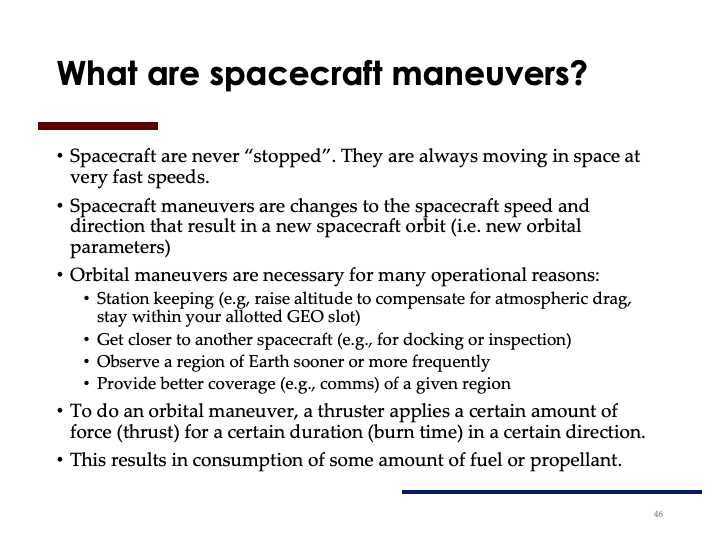 What are spacecraft maneuvers?
• Spacecraft are never “stopped”. They are always moving in space at
very fast speeds.
• Spacecraft maneuvers are changes to the spacecraft speed and
direction that result in a new spacecraft orbit (i.e. new orbital
parameters)
• Orbital maneuvers are necessary for many operational reasons:
• Station keeping (e.g, raise altitude to compensate for atmospheric drag,
stay within your allotted GEO slot)
• Get closer to another spacecraft (e.g., for docking or inspection)
• Observe a region of Earth sooner or more frequently
• Provide better coverage (e.g., comms) of a given region
• To do an orbital maneuver, a thruster applies a certain amount of
force (thrust) for a certain duration (burn time) in a certain direction.
• This results in consumption of some amount of fuel or propellant.
46